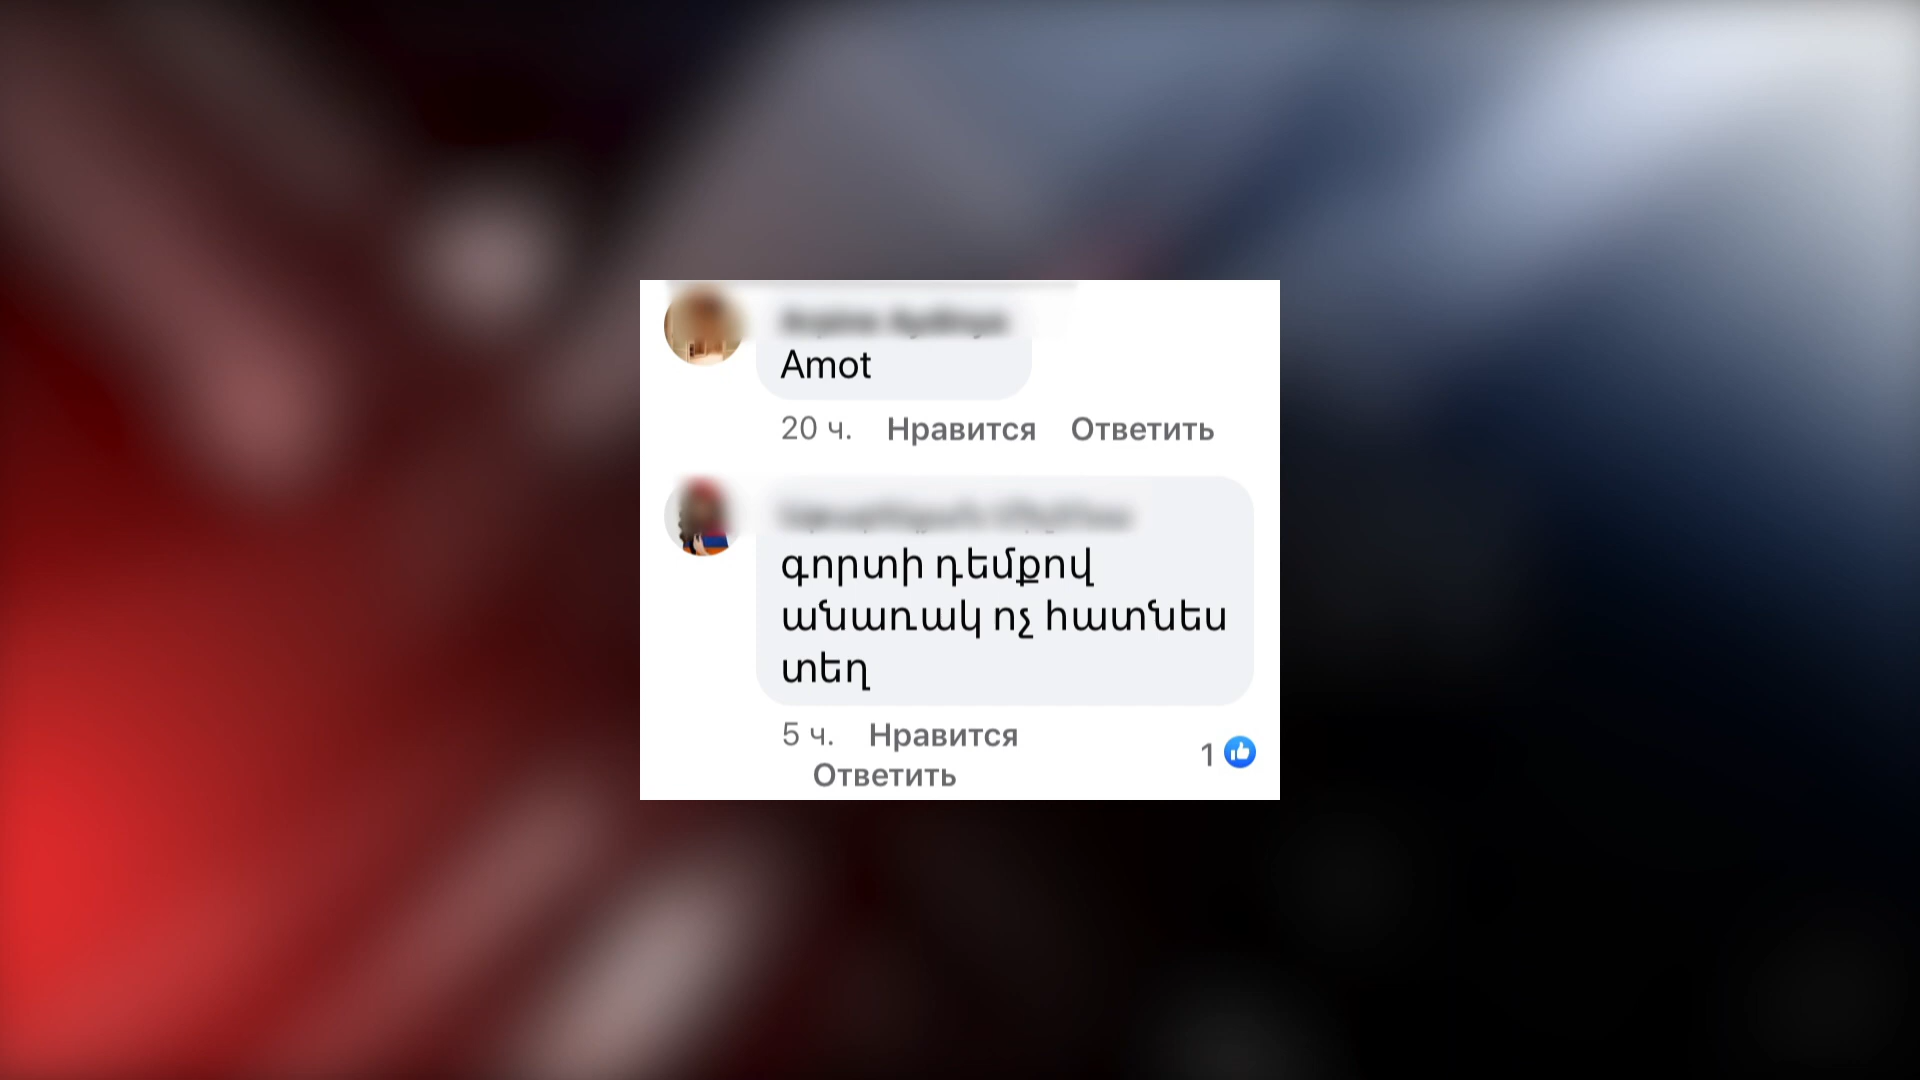 Amot
20 ч. Нравится Ответить
գորտի դեմքով
անառակ ոչ հատնես
տեղ
5 ч. Нравится
1
Ответить